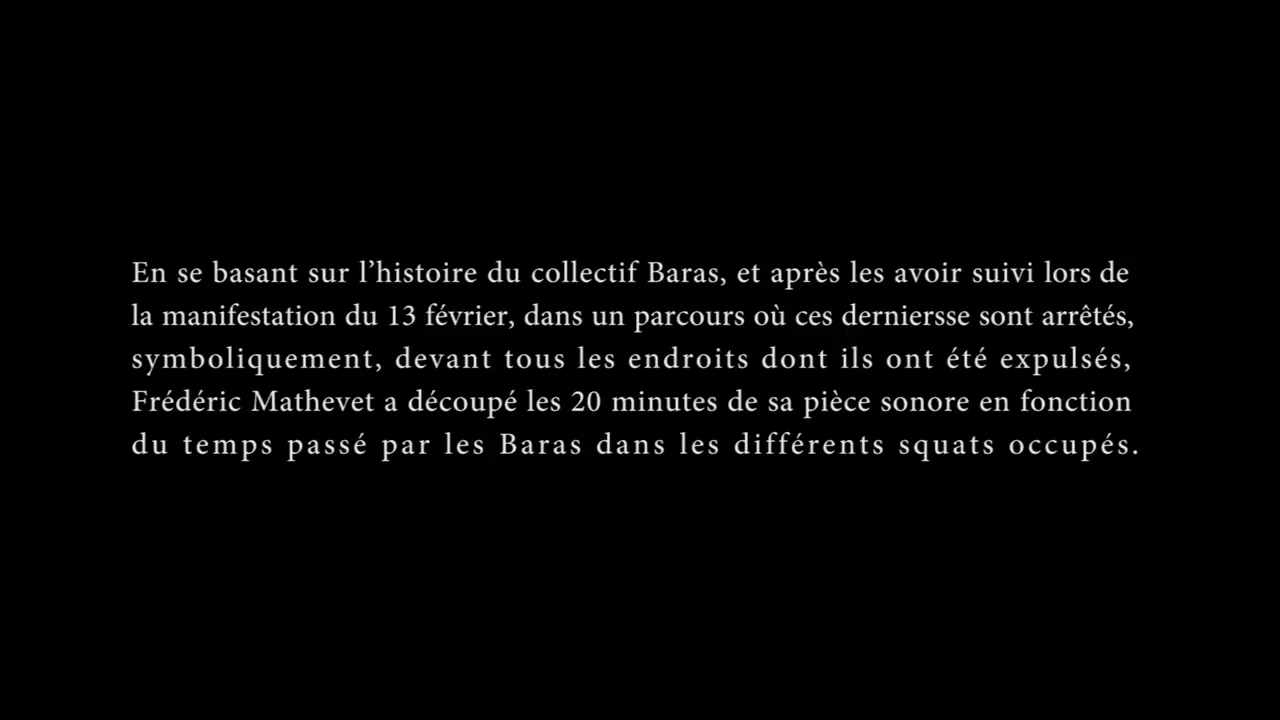 En se basant sur l’histoire du collectif Baras, et après les avoir suivi lors de
la manifestation du 13 février, dans un parcours où ces derniersse sont arrêtés,
symboliquement, devant tous les endroits dont ils ont été expulsés,
Frédéric Mathevet a découpé les 20 minutes de sa pièce sonore en fonction
du temps passé par les Baras dans les différents squats occupés.